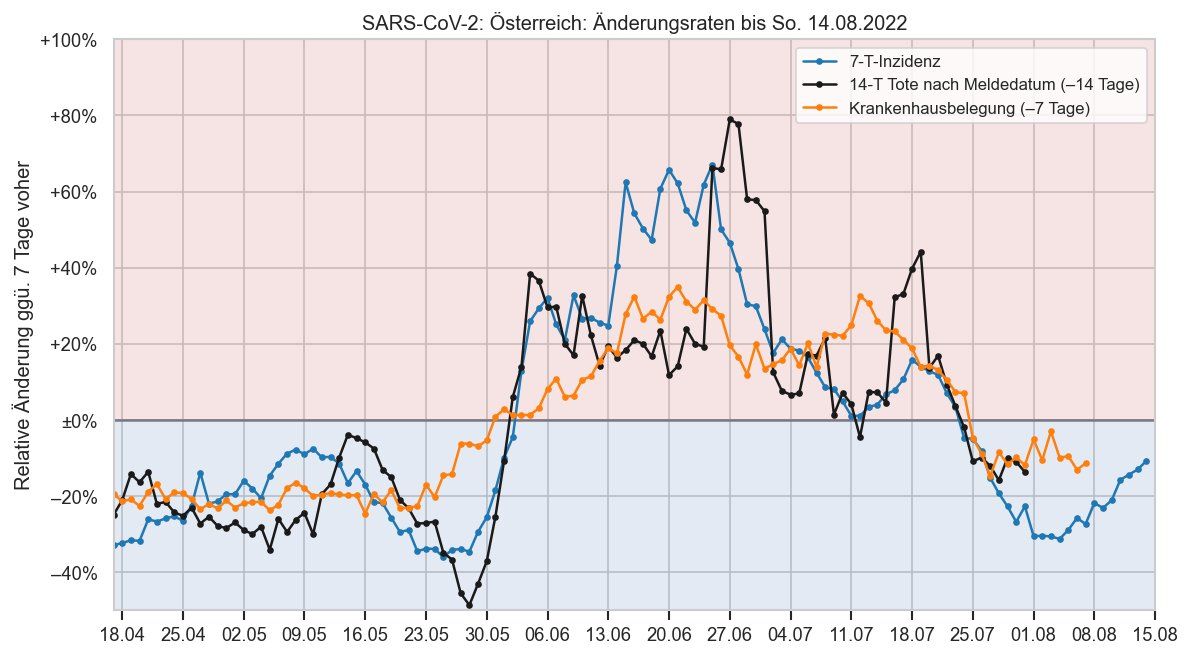 SARS-CoV-2: Österreich: Änderungsraten bis So. 14.08.2022
7-T-Inzidenz
14-T Tote nach Meldedatum (–14 Tage)
Krankenhausbelegung (–7 Tage)
Relative Änderung ggü. 7 Tage voher
+100%
+80%
+60%
+40%
+20%
±0%
–20%
–40%
18.04 25.04 02.05 09.05 16.05 23.05 30.05 06.06 13.06 20.06 27.06 04.07 11.07 18.07 25.07 01.08 08.08 15.08